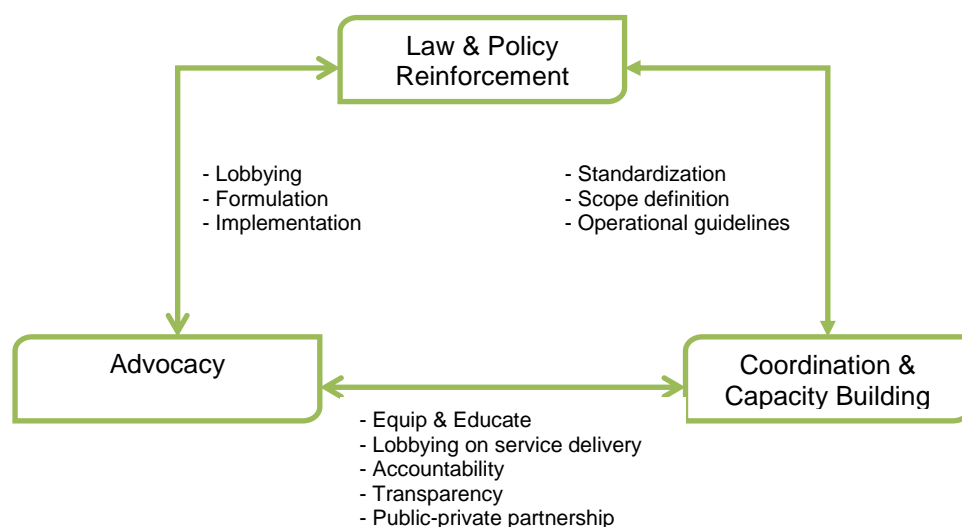 Law & Policy
Reinforcement
- Lobbying
- Formulation
- Implementation
- Standardization
- Scope definition
- Operational guidelines
Advocacy
Coordination &
Capacity Building
- Equip & Educate
- Lobbying on service delivery
- Accountability
- Transparency
- Public-private partnership